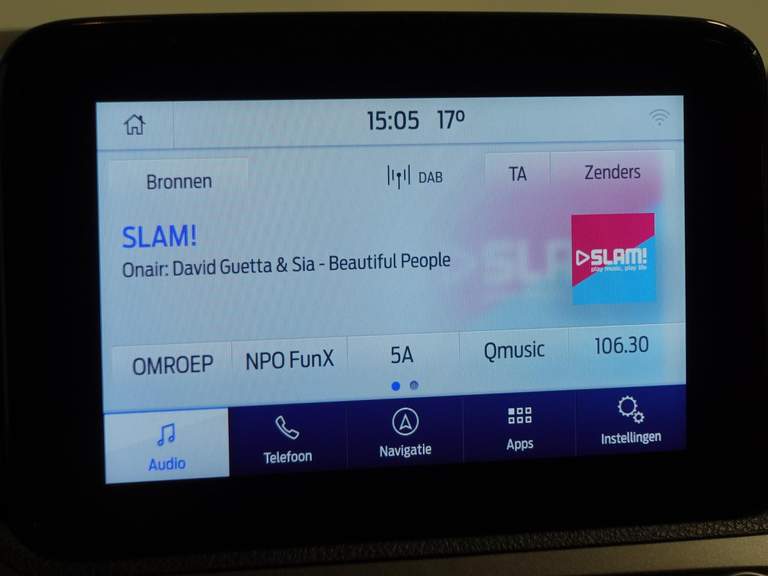 15:05 17º
Bronnen
DAB
TA
Zenders
SLAM!
Onair: David Guetta & Sia - Beautiful People
SLAM!
play music, play life
OMROEP
NPO FunX
5A
Qmusic
106.30
Audio
Telefoon
Navigatie
Apps
Instellingen